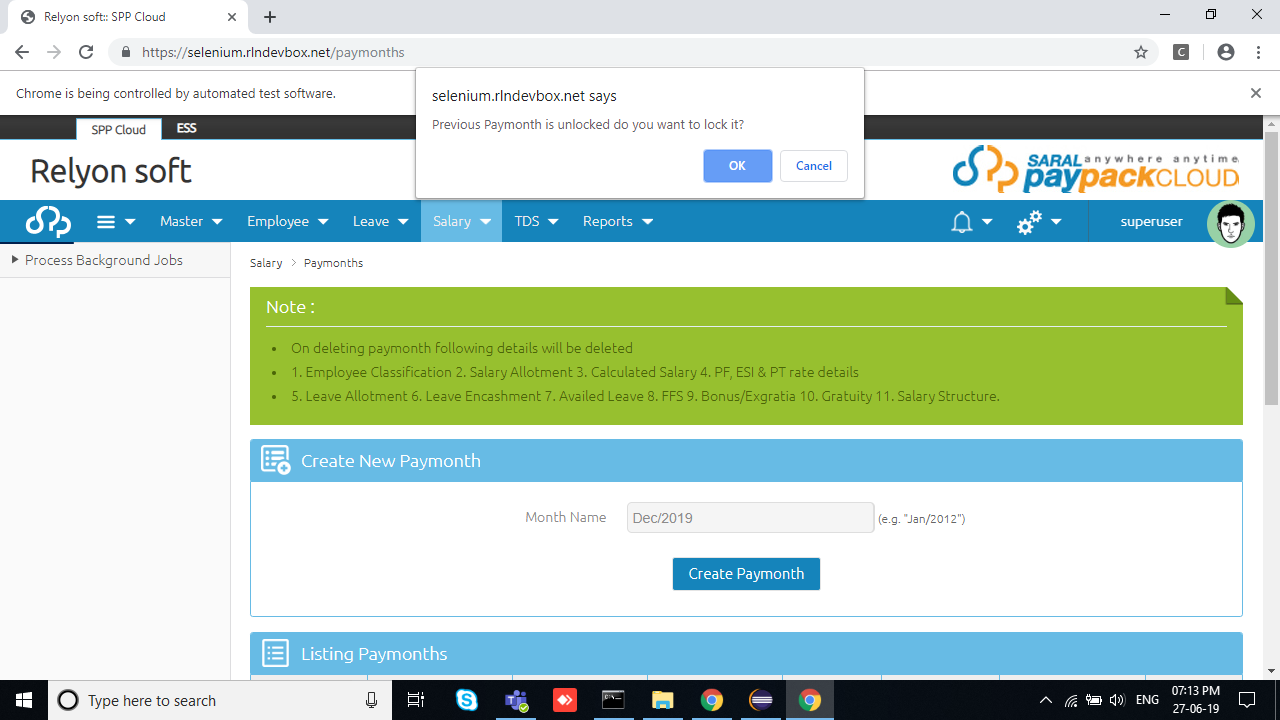 Relyon soft:: SPP Cloud
https://selenium.rlndevbox.net/paymonths
C
Chrome is being controlled by automated test software.
selenium.rlndevbox.net says
Previous Paymonth is unlocked do you want to lock it?
OK
Cancel
SPP Cloud
ESS
Relyon soft
SARAL anywhere anytime
paypackCLOUD
Master
Employee
Leave
Salary
TDS
Reports
superuser
Process Background Jobs
Salary > Paymonths
Note :
• On deleting paymonth following details will be deleted
• 1. Employee Classification 2. Salary Allotment 3. Calculated Salary 4. PF, ESI & PT rate details
• 5. Leave Allotment 6. Leave Encashment 7. Availed Leave 8. FFS 9. Bonus/Exgratia 10. Gratuity 11. Salary Structure.
Create New Paymonth
Month Name Dec/2019 (e.g. "Jan/2012")
Create Paymonth
Listing Paymonths
Type here to search
ENG
07:13 PM
27-06-19